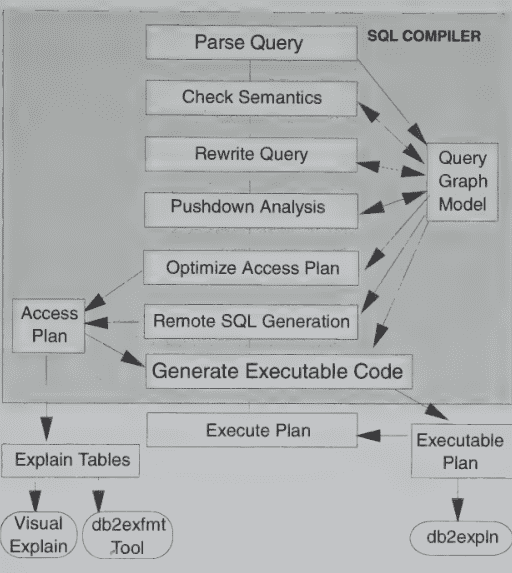 Parse Query
SQL COMPILER
Check Semantics
Rewrite Query
Query
Graph
Model
Pushdown Analysis
Optimize Access Plan
Access
Plan
Remote SQL Generation
Generate Executable Code
Execute Plan
Executable
Plan
Explain Tables
Visual
Explain
db2exfmt
Tool
db2expln